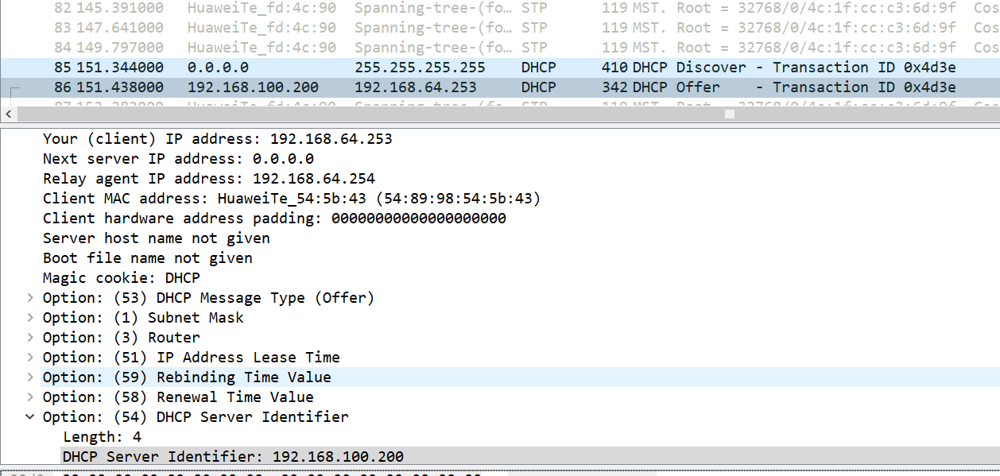 82 145.391000 HuaweiTe_fd:4c:90 Spanning-tree-(fo… STP 119 MST. Root = 32768/0/4c:1f:cc:c3:6d:9f Cos
83 147.641000 HuaweiTe_fd:4c:90 Spanning-tree-(fo… STP 119 MST. Root = 32768/0/4c:1f:cc:c3:6d:9f Cos
84 149.797000 HuaweiTe_fd:4c:90 Spanning-tree-(fo… STP 119 MST. Root = 32768/0/4c:1f:cc:c3:6d:9f Cos
85 151.344000 0.0.0.0 255.255.255.255 DHCP 410 DHCP Discover - Transaction ID 0x4d3e
86 151.438000 192.168.100.200 192.168.64.253 DHCP 342 DHCP Offer - Transaction ID 0x4d3e
Your (client) IP address: 192.168.64.253
Next server IP address: 0.0.0.0
Relay agent IP address: 192.168.64.254
Client MAC address: HuaweiTe_54:5b:43 (54:89:98:54:5b:43)
Client hardware address padding: 00000000000000000000
Server host name not given
Boot file name not given
Magic cookie: DHCP
Option: (53) DHCP Message Type (Offer)
Option: (1) Subnet Mask
Option: (3) Router
Option: (51) IP Address Lease Time
Option: (59) Rebinding Time Value
Option: (58) Renewal Time Value
Option: (54) DHCP Server Identifier
Length: 4
DHCP Server Identifier: 192.168.100.200